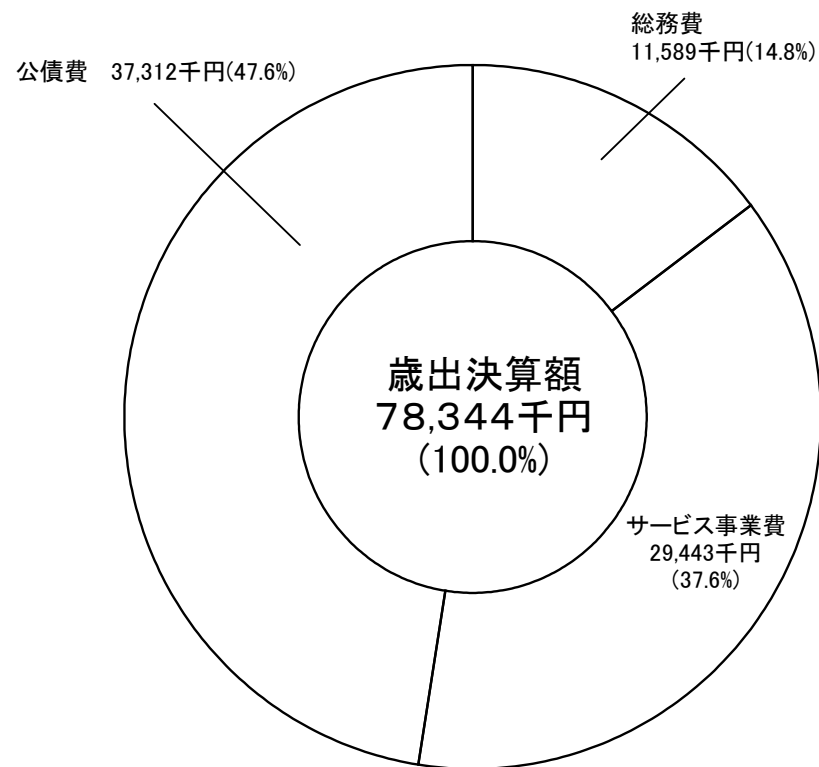 総務費
11,589千円(14.8%)
公債費　37,312千円(47.6%)
歳出決算額
78,344千円
(100.0%)
サービス事業費
29,443千円
(37.6%)